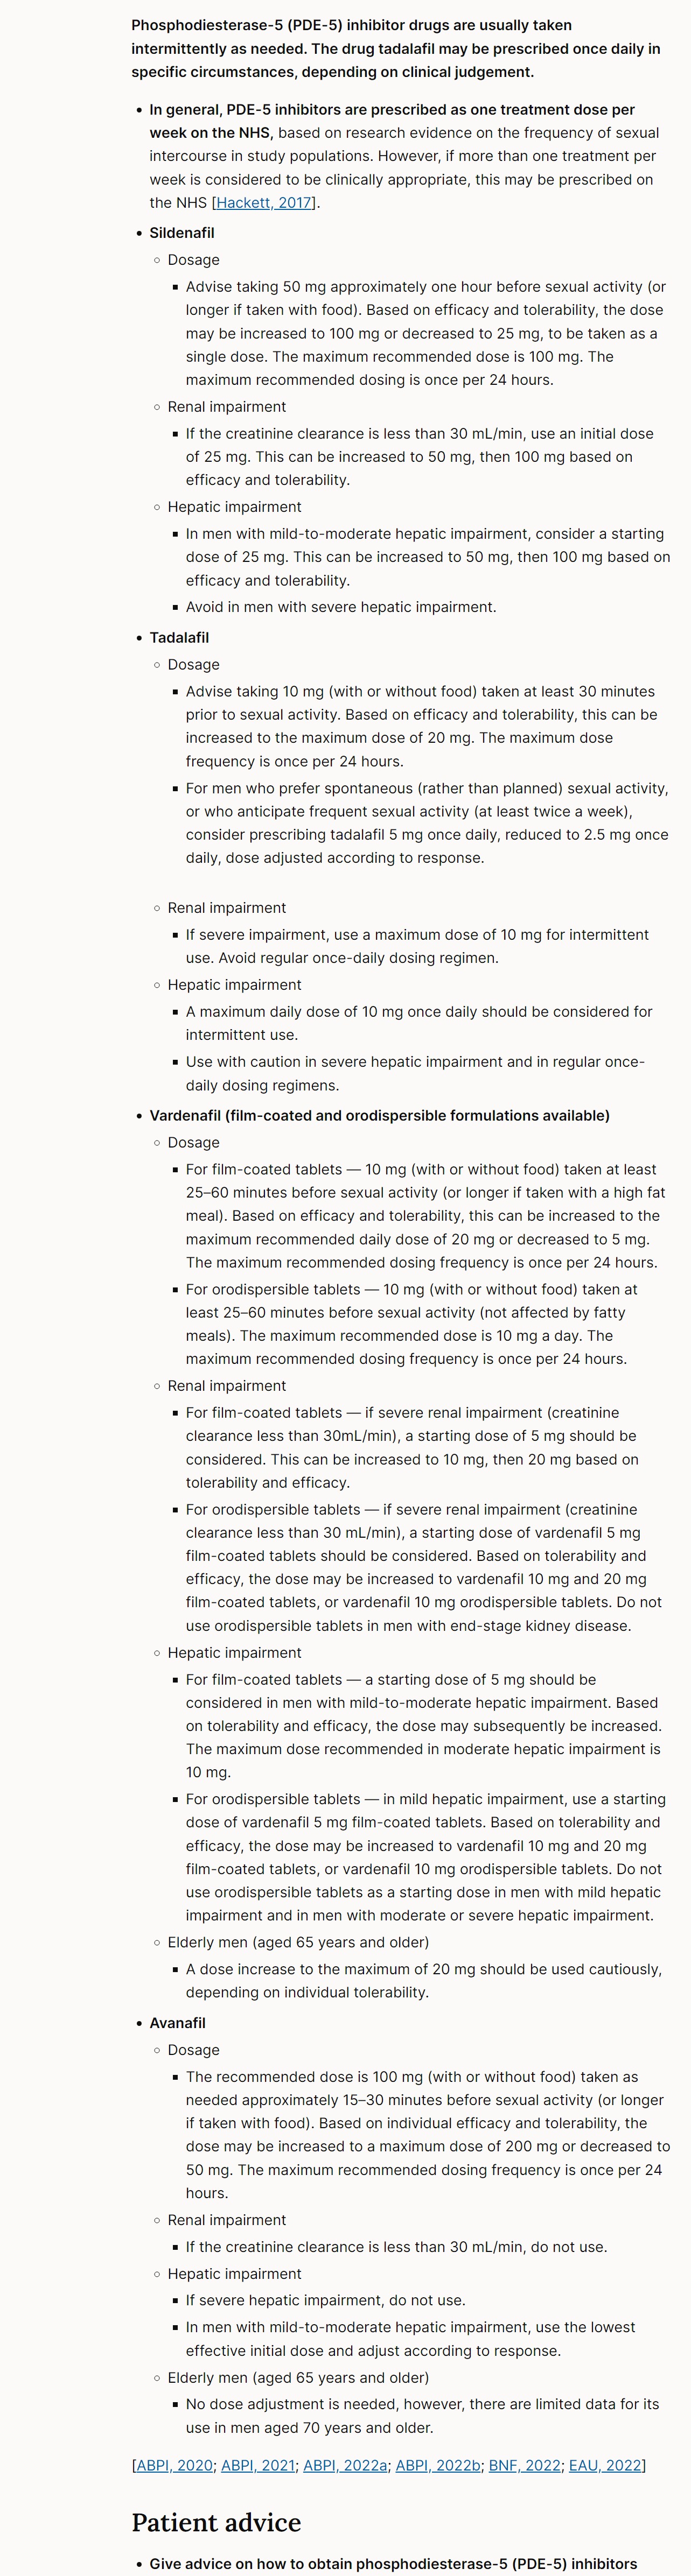 Phosphodiesterase-5 (PDE-5) inhibitor drugs are usually taken
intermittently as needed. The drug tadalafil may be prescribed once daily in
specific circumstances, depending on clinical judgement.
• In general, PDE-5 inhibitors are prescribed as one treatment dose per
week on the NHS, based on research evidence on the frequency of sexual
intercourse in study populations. However, if more than one treatment per
week is considered to be clinically appropriate, this may be prescribed on
the NHS [Hackett, 2017].
• Sildenafil
◦ Dosage
▪ Advise taking 50 mg approximately one hour before sexual activity (or
longer if taken with food). Based on efficacy and tolerability, the dose
may be increased to 100 mg or decreased to 25 mg, to be taken as a
single dose. The maximum recommended dose is 100 mg. The
maximum recommended dosing is once per 24 hours.
◦ Renal impairment
▪ If the creatinine clearance is less than 30 mL/min, use an initial dose
of 25 mg. This can be increased to 50 mg, then 100 mg based on
efficacy and tolerability.
◦ Hepatic impairment
▪ In men with mild-to-moderate hepatic impairment, consider a starting
dose of 25 mg. This can be increased to 50 mg, then 100 mg based on
efficacy and tolerability.
▪ Avoid in men with severe hepatic impairment.
• Tadalafil
◦ Dosage
▪ Advise taking 10 mg (with or without food) taken at least 30 minutes
prior to sexual activity. Based on efficacy and tolerability, this can be
increased to the maximum dose of 20 mg. The maximum dose
frequency is once per 24 hours.
▪ For men who prefer spontaneous (rather than planned) sexual activity,
or who anticipate frequent sexual activity (at least twice a week),
consider prescribing tadalafil 5 mg once daily, reduced to 2.5 mg once
daily, dose adjusted according to response.
◦ Renal impairment
▪ If severe impairment, use a maximum dose of 10 mg for intermittent
use. Avoid regular once-daily dosing regimen.
◦ Hepatic impairment
▪ A maximum daily dose of 10 mg once daily should be considered for
intermittent use.
▪ Use with caution in severe hepatic impairment and in regular once-
daily dosing regimens.
• Vardenafil (film-coated and orodispersible formulations available)
◦ Dosage
▪ For film-coated tablets — 10 mg (with or without food) taken at least
25–60 minutes before sexual activity (or longer if taken with a high fat
meal). Based on efficacy and tolerability, this can be increased to the
maximum recommended daily dose of 20 mg or decreased to 5 mg.
The maximum recommended dosing frequency is once per 24 hours.
▪ For orodispersible tablets — 10 mg (with or without food) taken at
least 25–60 minutes before sexual activity (not affected by fatty
meals). The maximum recommended dose is 10 mg a day. The
maximum recommended dosing frequency is once per 24 hours.
◦ Renal impairment
▪ For film-coated tablets — if severe renal impairment (creatinine
clearance less than 30mL/min), a starting dose of 5 mg should be
considered. This can be increased to 10 mg, then 20 mg based on
tolerability and efficacy.
▪ For orodispersible tablets — if severe renal impairment (creatinine
clearance less than 30 mL/min), a starting dose of vardenafil 5 mg
film-coated tablets should be considered. Based on tolerability and
efficacy, the dose may be increased to vardenafil 10 mg and 20 mg
film-coated tablets, or vardenafil 10 mg orodispersible tablets. Do not
use orodispersible tablets in men with end-stage kidney disease.
◦ Hepatic impairment
▪ For film-coated tablets — a starting dose of 5 mg should be
considered in men with mild-to-moderate hepatic impairment. Based
on tolerability and efficacy, the dose may subsequently be increased.
The maximum dose recommended in moderate hepatic impairment is
10 mg.
▪ For orodispersible tablets — in mild hepatic impairment, use a starting
dose of vardenafil 5 mg film-coated tablets. Based on tolerability and
efficacy, the dose may be increased to vardenafil 10 mg and 20 mg
film-coated tablets, or vardenafil 10 mg orodispersible tablets. Do not
use orodispersible tablets as a starting dose in men with mild hepatic
impairment and in men with moderate or severe hepatic impairment.
◦ Elderly men (aged 65 years and older)
▪ A dose increase to the maximum of 20 mg should be used cautiously,
depending on individual tolerability.
• Avanafil
◦ Dosage
▪ The recommended dose is 100 mg (with or without food) taken as
needed approximately 15–30 minutes before sexual activity (or longer
if taken with food). Based on individual efficacy and tolerability, the
dose may be increased to a maximum dose of 200 mg or decreased to
50 mg. The maximum recommended dosing frequency is once per 24
hours.
◦ Renal impairment
▪ If the creatinine clearance is less than 30 mL/min, do not use.
◦ Hepatic impairment
▪ If severe hepatic impairment, do not use.
▪ In men with mild-to-moderate hepatic impairment, use the lowest
effective initial dose and adjust according to response.
◦ Elderly men (aged 65 years and older)
▪ No dose adjustment is needed, however, there are limited data for its
use in men aged 70 years and older.
[ABPI, 2020; ABPI, 2021; ABPI, 2022a; ABPI, 2022b; BNF, 2022; EAU, 2022]
Patient advice
• Give advice on how to obtain phosphodiesterase-5 (PDE-5) inhibitors